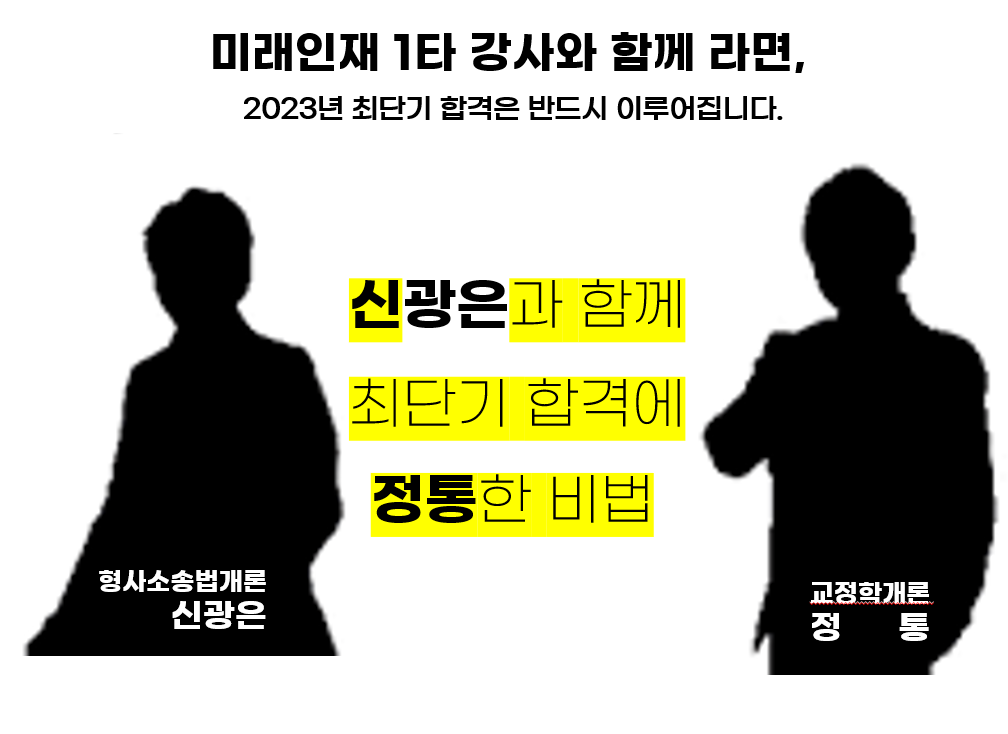 미래인재 1타 강사와 함께 라면,
2023년 최단기 합격은 반드시 이루어집니다.
신광은과 함께
최단기 합격에
정통한 비법
형사소송법개론
신광은
교정학개론
정 통